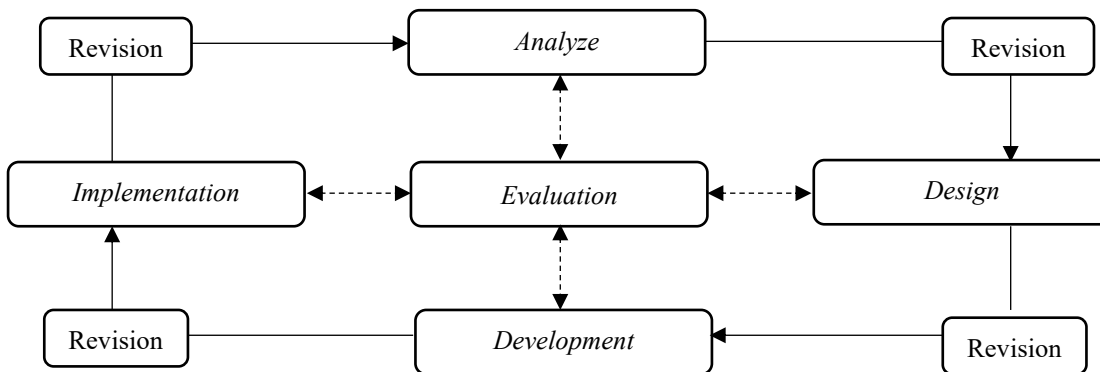 Revision
Analyze
Revision
Implementation
Evaluation
Design
Revision
Development
Revision